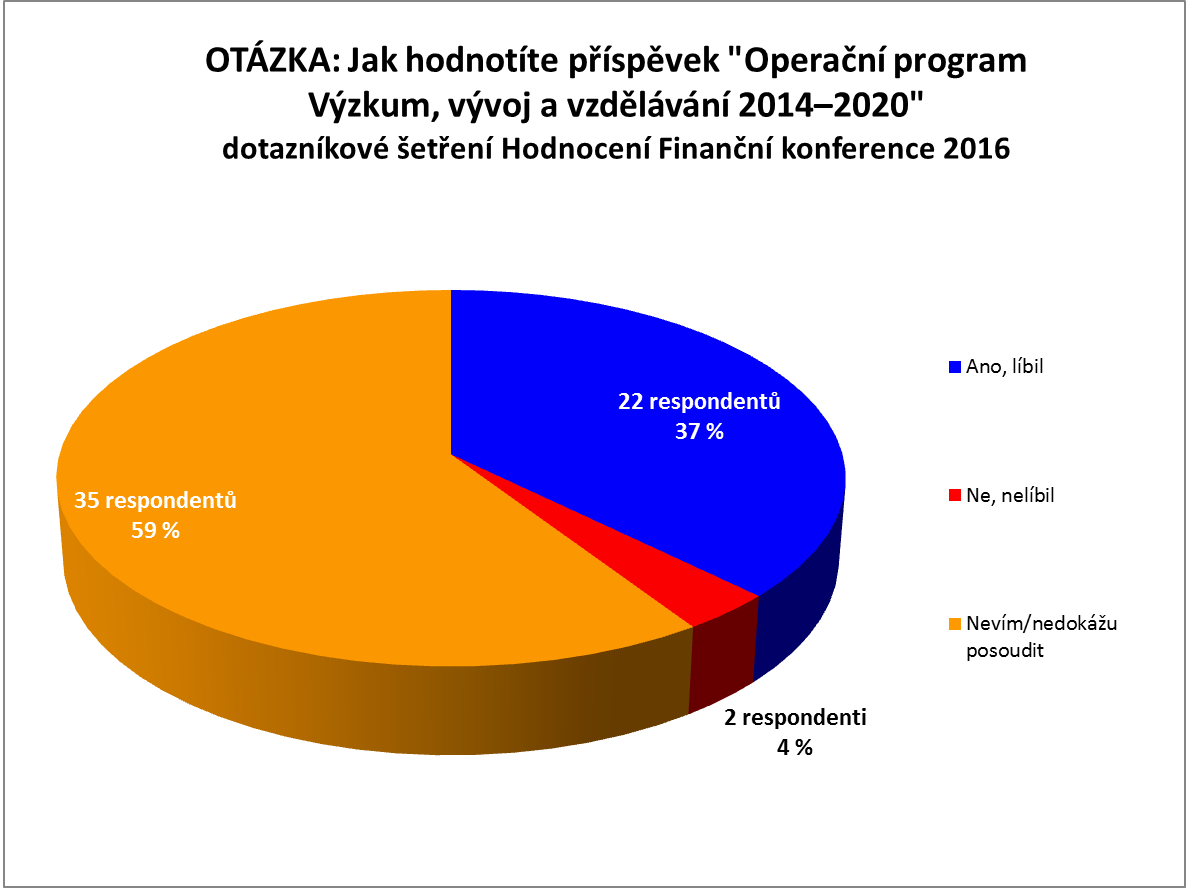 OTÁZKA: Jak hodnotíte příspěvek "Operační program
Výzkum, vývoj a vzdělávání 2014–2020"
dotazníkové šetření Hodnocení Finanční konference 2016
22 respondentů
37 %
35 respondentů
59 %
2 respondenti
4 %
Ano, líbil
Ne, nelíbil
Nevím/nedokážu
posoudit